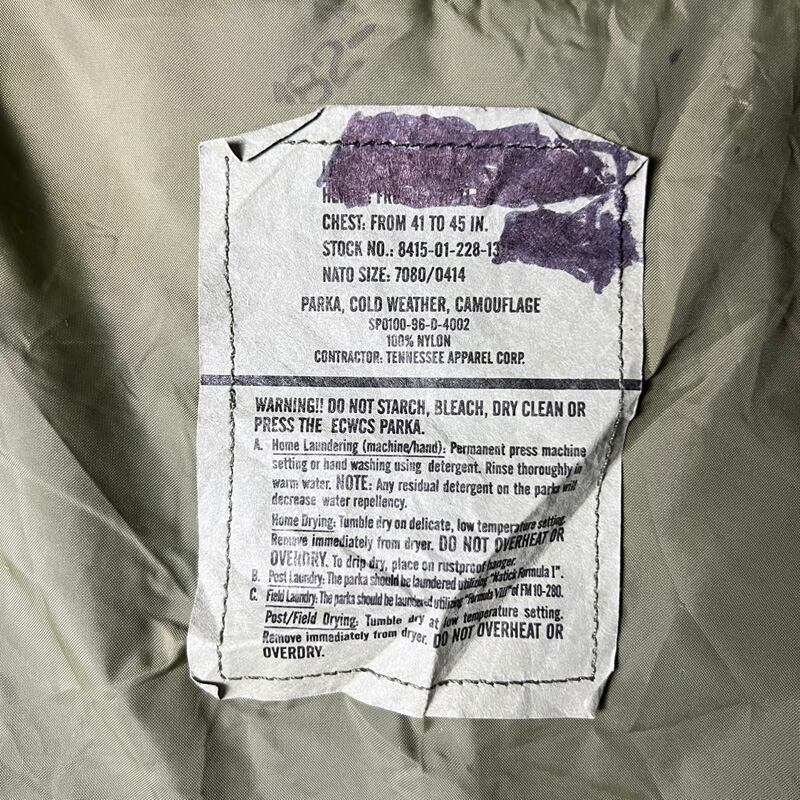 182-
CHEST: FROM 41 TO 45 IN.
STOCK NO.: 8415-01-228-13
NATO SIZE: 7080/0414
PARKA, COLD WEATHER, CAMOUFLAGE
SP0100-96-D-4002
100% NYLON
CONTRACTOR: TENNESSEE APPAREL CORP.
WARNING!! DO NOT STARCH, BLEACH, DRY CLEAN OR
PRESS THE ECWCS PARKA.
A. Home Laundering (machine/hand): Permanent press machine
setting or hand washing using detergent. Rinse thoroughly in
warm water. NOTE: Any residual detergent on the parka will
decrease water repellency.
Home Drying: Tumble dry on delicate, low temperature setting.
Remove immediately from dryer. DO NOT OVERHEAT OR
OVERDRY. To drip dry, place on rustproof hanger.
B. Post Laundry: The parka should be laundered utilizing "Natick Formula I".
C. Field Laundry: The parka should be laundered utilizing "Formula VIII" of FM 10-280.
Post/Field Drying: Tumble dry at low temperature setting.
Remove immediately from dryer. DO NOT OVERHEAT OR
OVERDRY.